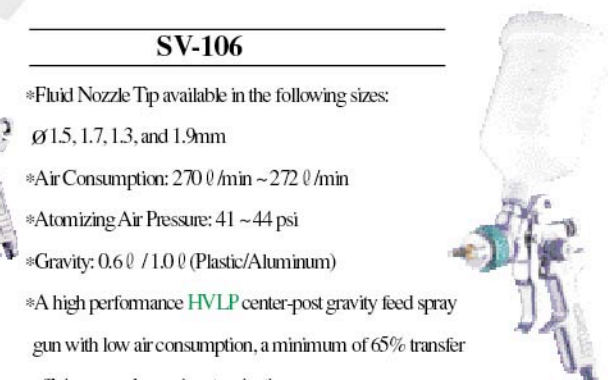 SV-106
*Fluid Nozzle Tip available in the following sizes:
Ø 1.5, 1.7, 1.3, and 1.9mm
*Air Consumption: 270 ℓ/min ~ 272 ℓ/min
*Atomizing Air Pressure: 41 ~ 44 psi
*Gravity: 0.6 ℓ / 1.0 ℓ (Plastic/Aluminum)
*A high performance HVLP center-post gravity feed spray
gun with low air consumption, a minimum of 65% transfer